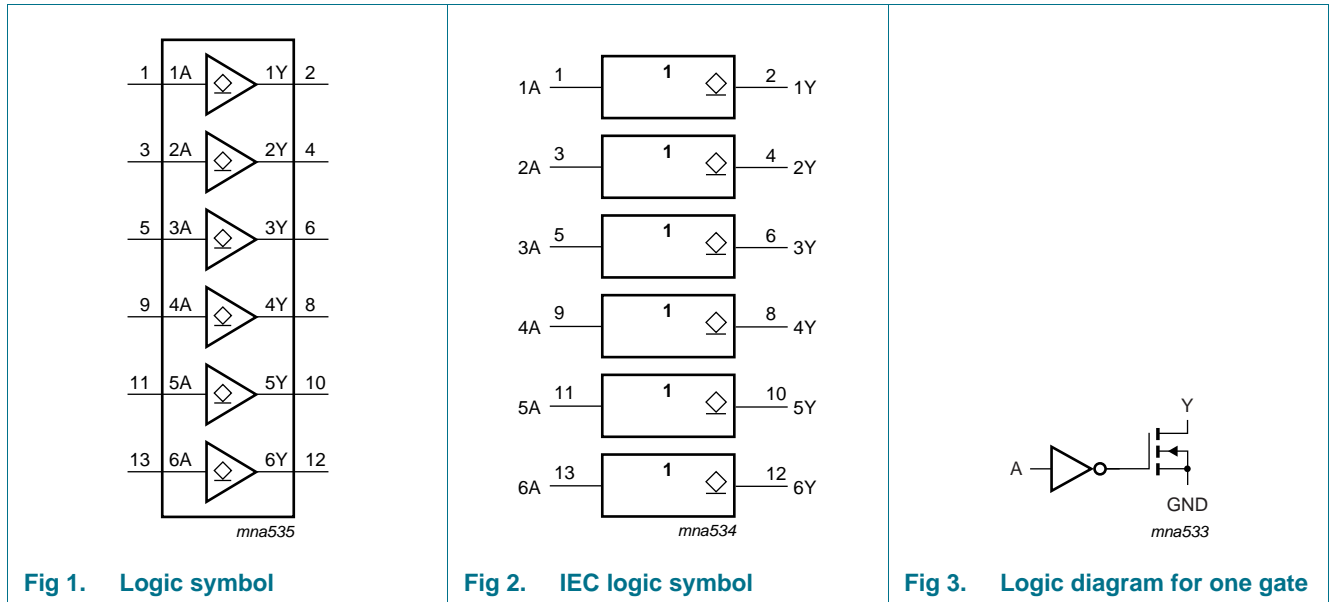 1 1A 1Y 2
3 2A 2Y 4
5 3A 3Y 6
9 4A 4Y 8
11 5A 5Y 10
13 6A 6Y 12
mna535
Fig 1. Logic symbol
1A 1 1 2 1Y
2A 3 1 4 2Y
3A 5 1 6 3Y
4A 9 1 8 4Y
5A 11 1 10 5Y
6A 13 1 12 6Y
mna534
Fig 2. IEC logic symbol
Y
A
GND
mna533
Fig 3. Logic diagram for one gate